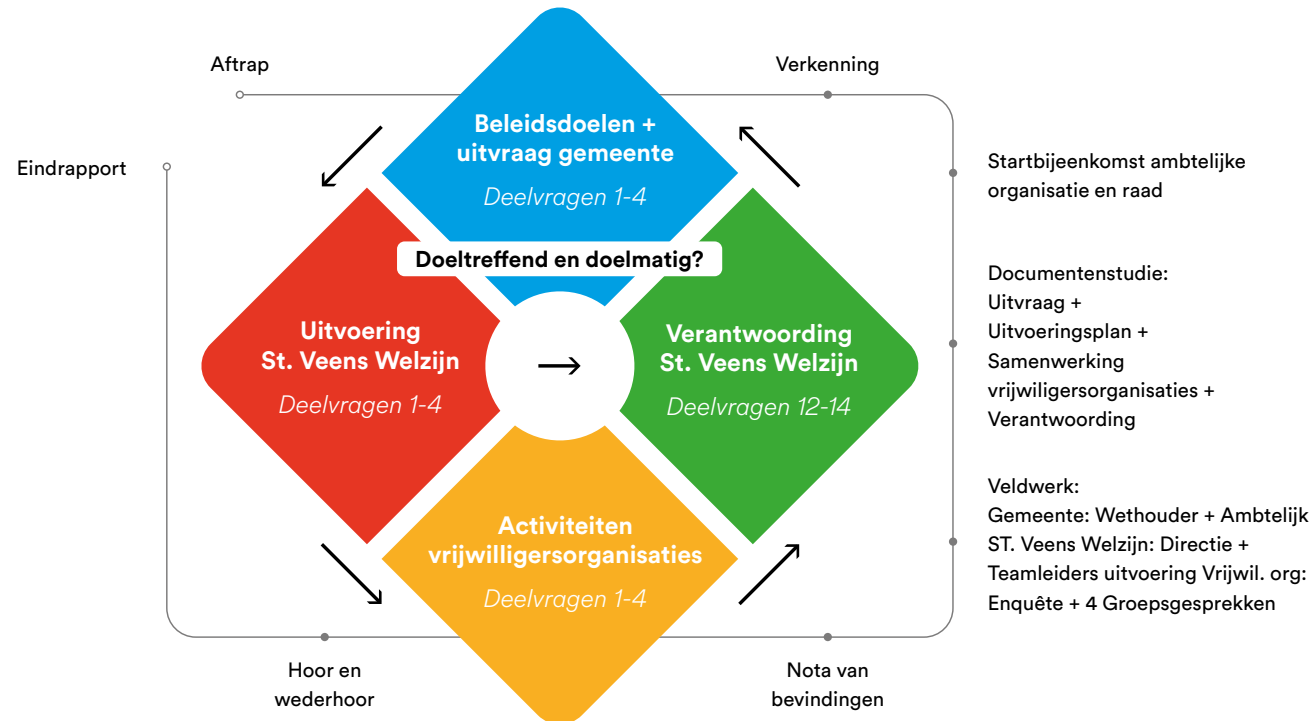 Aftrap
Verkenning
Eindrapport
Beleidsdoelen +
uitvraag gemeente
Deelvragen 1-4
Startbijeenkomst ambtelijke
organisatie en raad
Doeltreffend en doelmatig?
Uitvoering
St. Veens Welzijn
Deelvragen 1-4
Verantwoording
St. Veens Welzijn
Deelvragen 12-14
Documentenstudie:
Uitvraag +
Uitvoeringsplan +
Samenwerking
vrijwiligersorganisaties +
Verantwoording
Activiteiten
vrijwilligersorganisaties
Deelvragen 1-4
Veldwerk:
Gemeente: Wethouder + Ambtelijk
ST. Veens Welzijn: Directie +
Teamleiders uitvoering Vrijwil. org:
Enquête + 4 Groepsgesprekken
Hoor en
wederhoor
Nota van
bevindingen